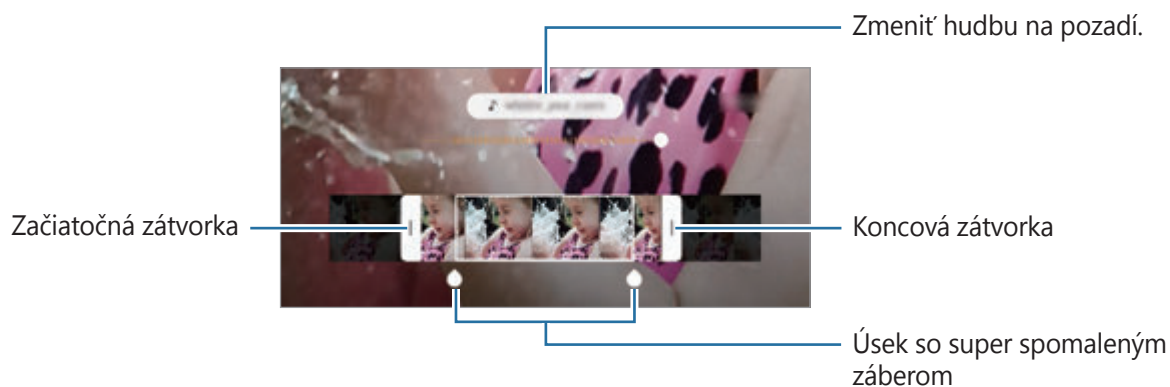 Zmeniť hudbu na pozadí.
Začiatočná zátvorka
Koncová zátvorka
Úsek so super spomaleným
záberom